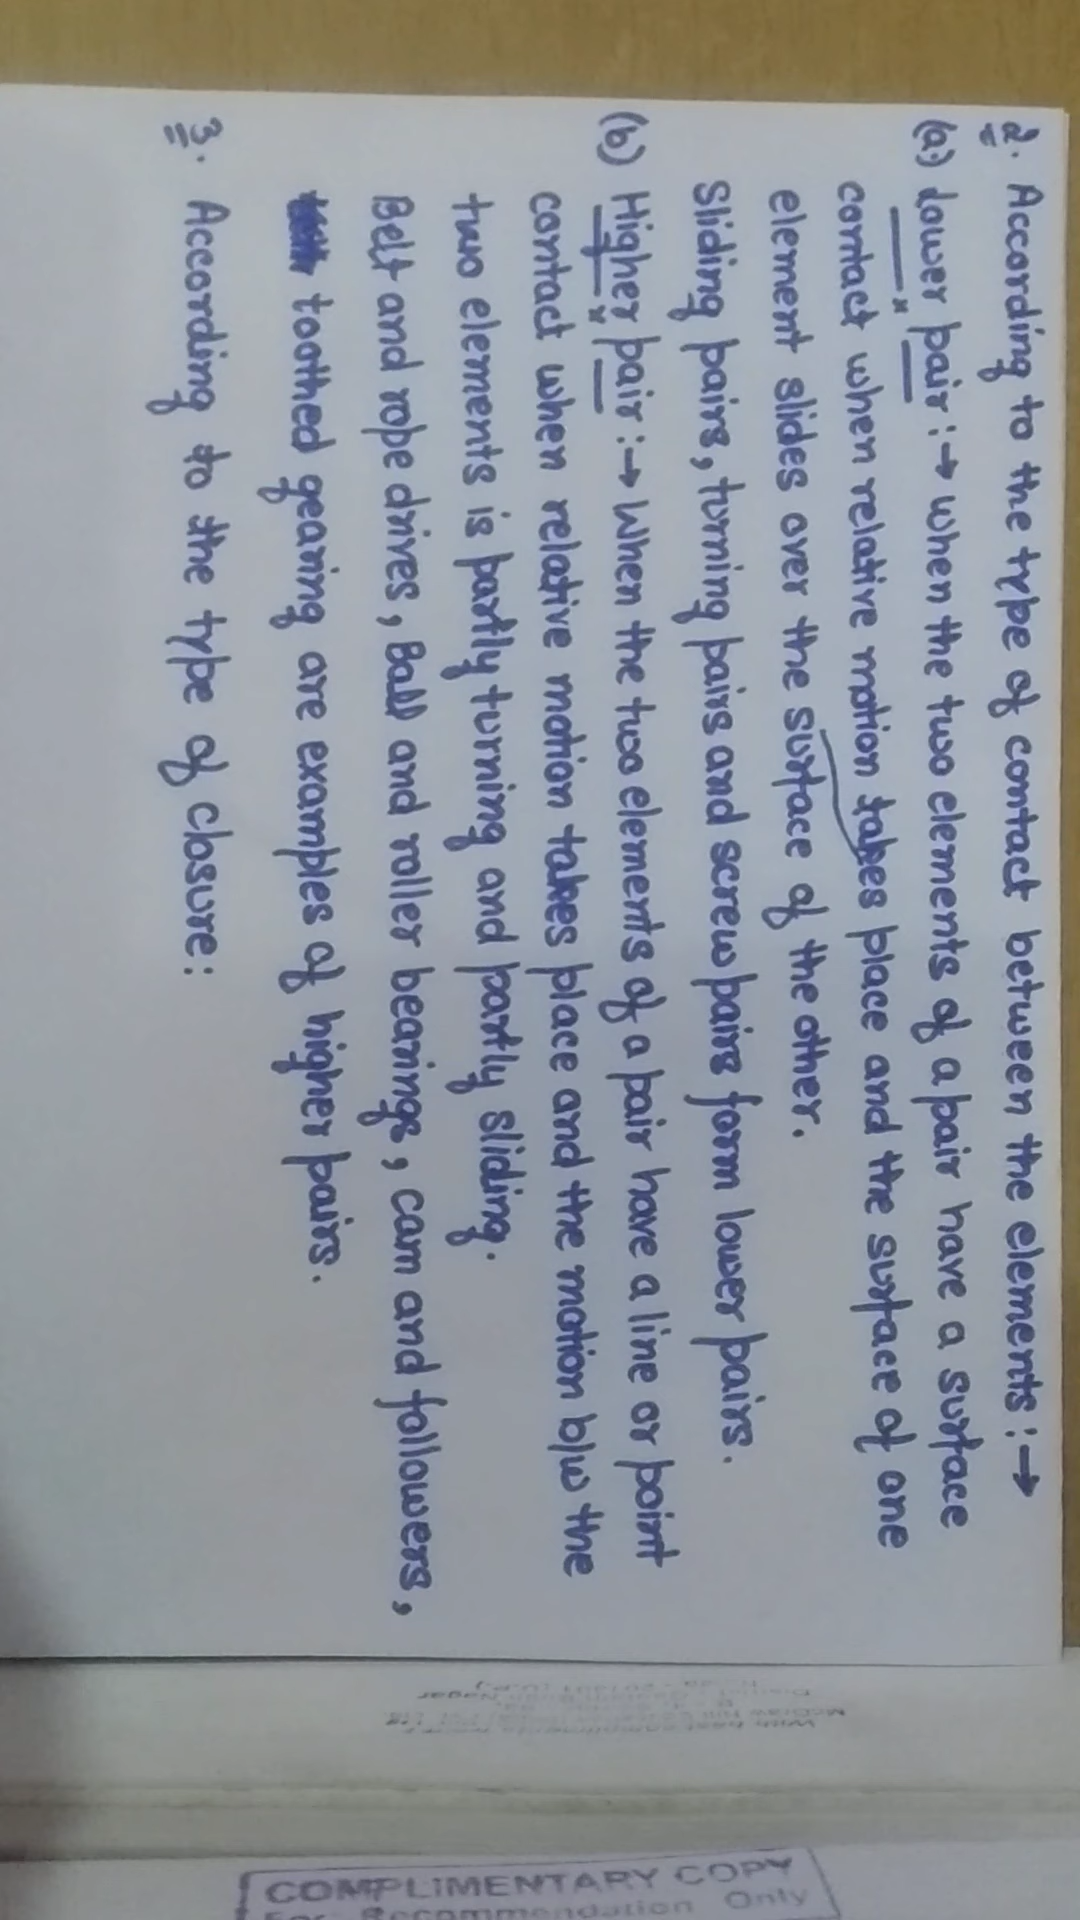 2. According to the type of contact between the elements :→
(a) Lower pair :→ when the two elements of a pair have a surface
contact when relative motion takes place and the surface of one
element slides over the surface of the other.
Sliding pairs, turning pairs and screw pairs form lower pairs.
(b) Higher pair :→ When the two elements of a pair have a line or point
contact when relative motion takes place and the motion b/w the
two elements is partly turning and partly sliding.
Belt and rope drives, Ball and roller bearings, cam and followers,
toothed gearing are examples of higher pairs.
3. According to the type of closure:
COMPLIMENTARY COPY
For Recommendation Only